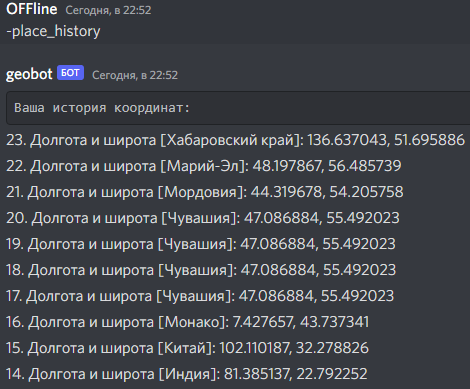 OFFline Сегодня, в 22:52
-place_history
geobot БОТ Сегодня, в 22:52
Ваша история координат:
23. Долгота и широта [Хабаровский край]: 136.637043, 51.695886
22. Долгота и широта [Марий-Эл]: 48.197867, 56.485739
21. Долгота и широта [Мордовия]: 44.319678, 54.205758
20. Долгота и широта [Чувашия]: 47.086884, 55.492023
19. Долгота и широта [Чувашия]: 47.086884, 55.492023
18. Долгота и широта [Чувашия]: 47.086884, 55.492023
17. Долгота и широта [Чувашия]: 47.086884, 55.492023
16. Долгота и широта [Монако]: 7.427657, 43.737341
15. Долгота и широта [Китай]: 102.110187, 32.278826
14. Долгота и широта [Индия]: 81.385137, 22.792252